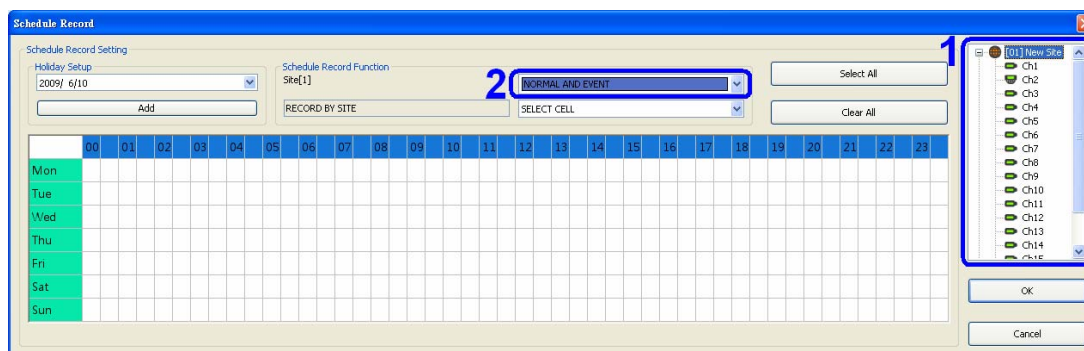 Schedule Record
Schedule Record Setting
Holiday Setup
2009/ 6/10
Add
Schedule Record Function
Site[1]
2
NORMAL AND EVENT
RECORD BY SITE
SELECT CELL
Select All
Clear All
00 01 02 03 04 05 06 07 08 09 10 11 12 13 14 15 16 17 18 19 20 21 22 23
Mon
Tue
Wed
Thu
Fri
Sat
Sun
1
[01] New Site
Ch1
Ch2
Ch3
Ch4
Ch5
Ch6
Ch7
Ch8
Ch9
Ch10
Ch11
Ch12
Ch13
Ch14
Ch15
OK
Cancel